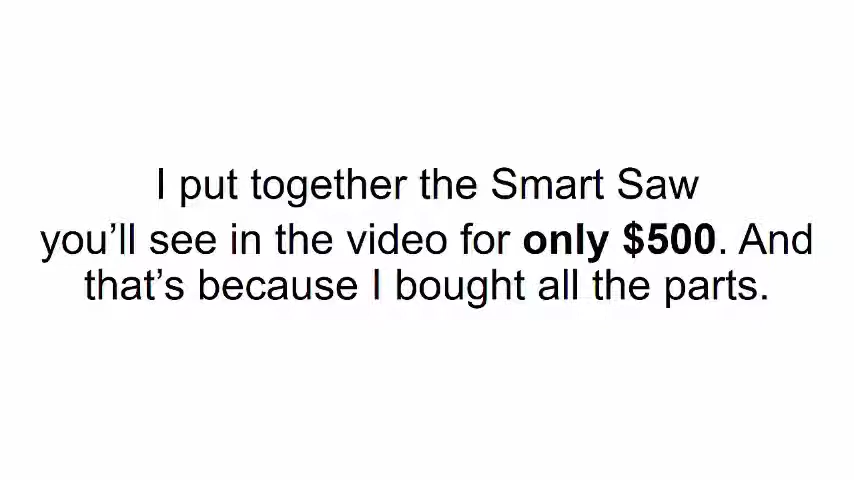 I put together the Smart Saw
you’ll see in the video for only $500. And
that’s because I bought all the parts.